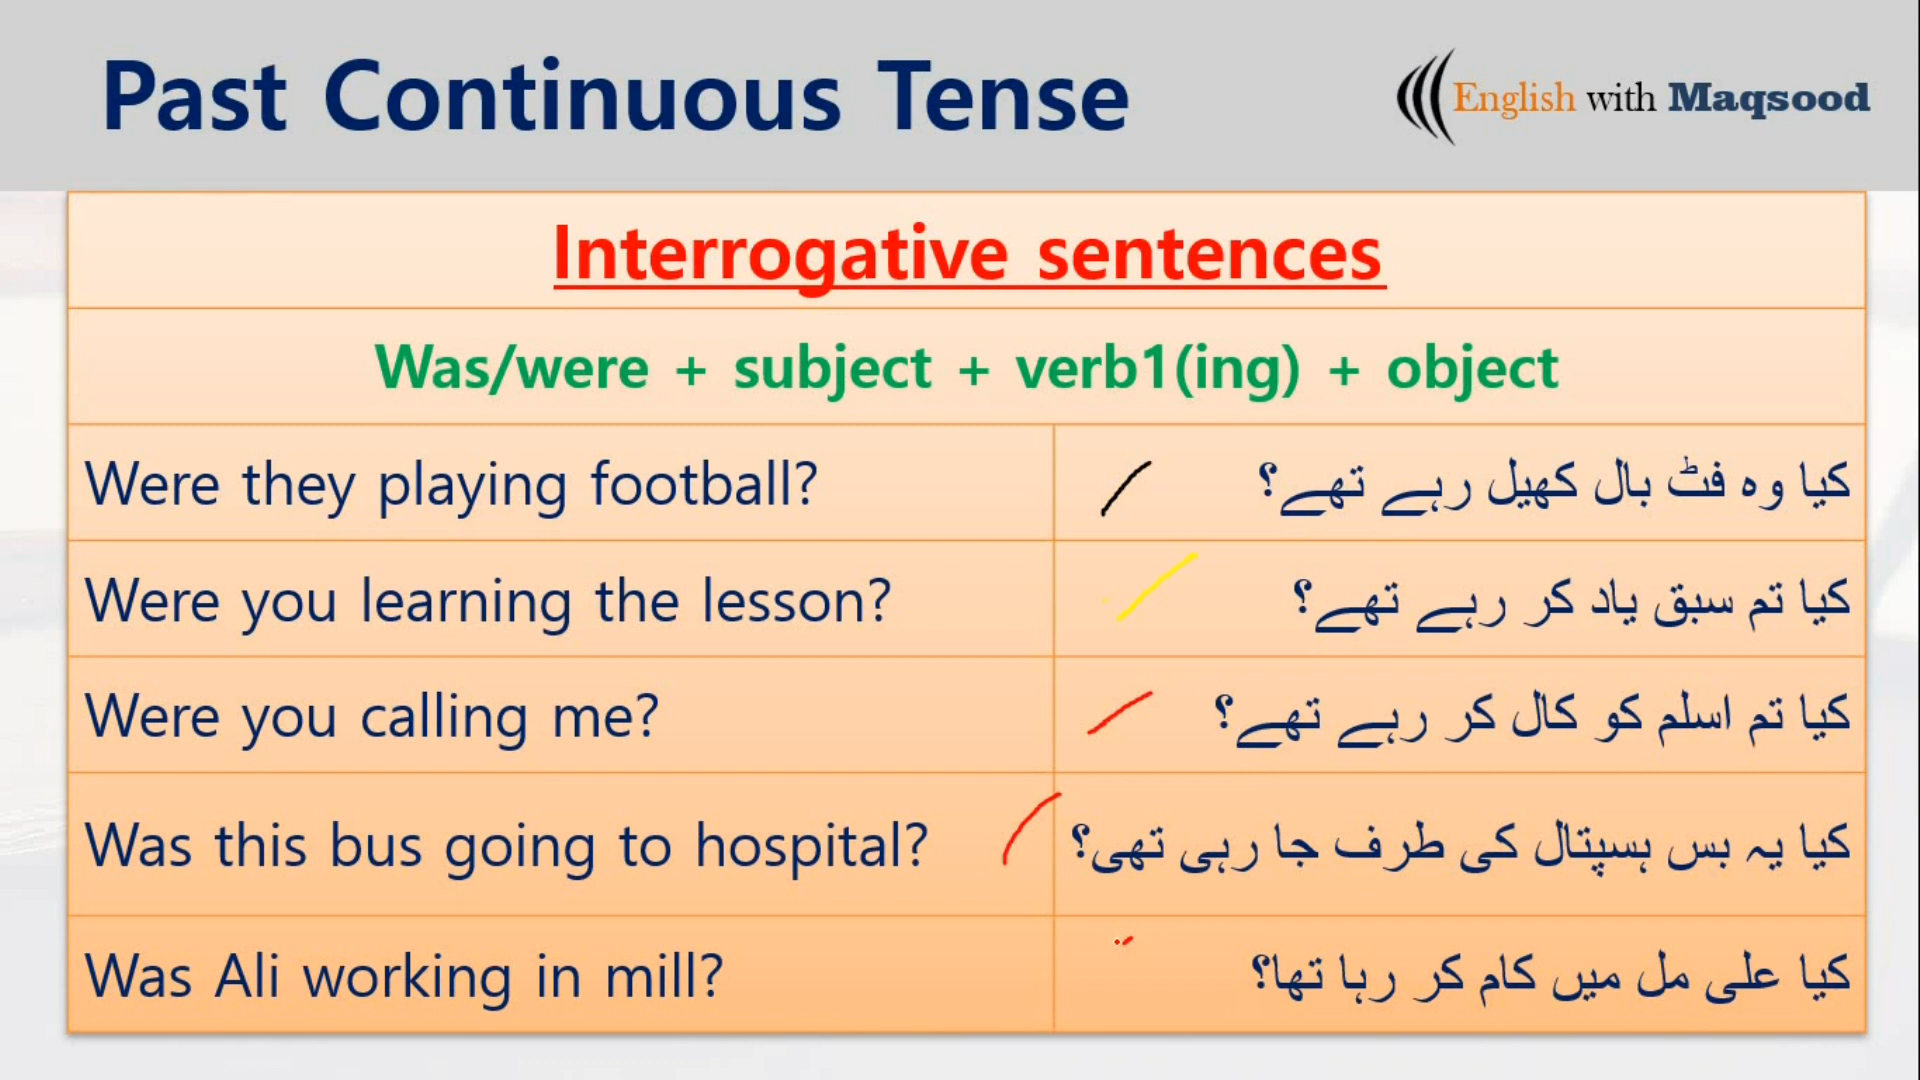 Past Continuous Tense
English with Maqsood
Interrogative sentences
Was/were + subject + verb1(ing) + object
Were they playing football?
کیا وہ فٹ بال کھیل رہے تھے؟
Were you learning the lesson?
کیا تم سبق یاد کر رہے تھے؟
Were you calling me?
کیا تم اسلم کو کال کر رہے تھے؟
Was this bus going to hospital?
کیا یہ بس ہسپتال کی طرف جا رہی تھی؟
Was Ali working in mill?
کیا علی مل میں کام کر رہا تھا؟